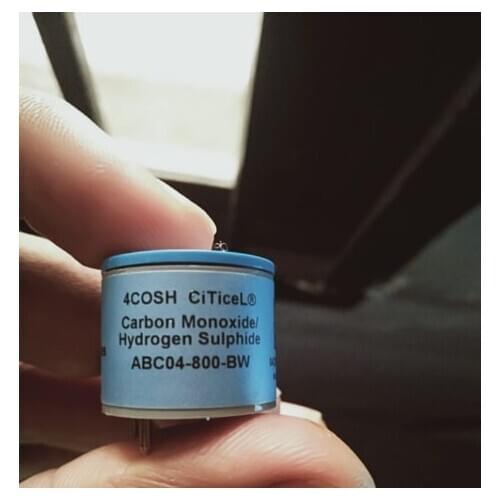 4COSH CiTiceL®
Carbon Monoxide/
Hydrogen Sulphide
ABC04-800-BW